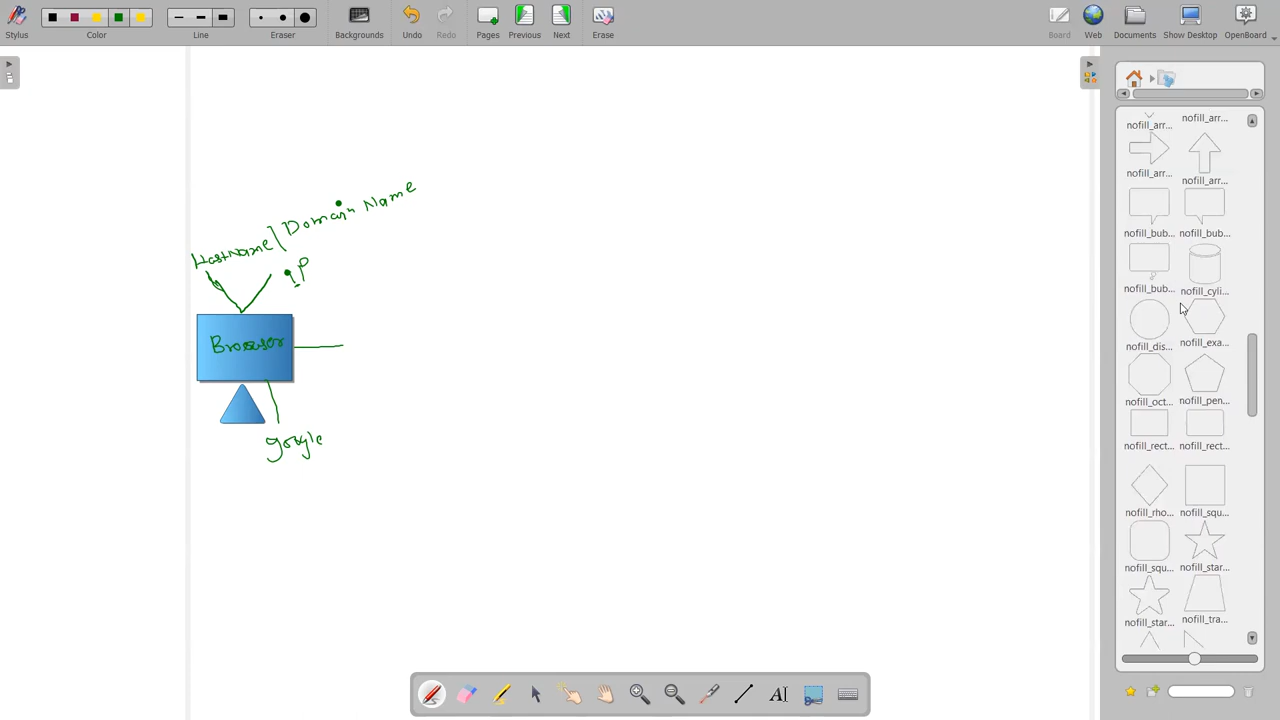 Stylus
Color
Line
Eraser
Backgrounds
Undo
Redo
Pages
Previous
Next
Erase
Board
Web
Documents
Show Desktop
OpenBoard
HostName | Domain Name
IP
Browser
google
nofill_arr...
nofill_arr...
nofill_arr...
nofill_arr...
nofill_bub...
nofill_bub...
nofill_bub...
nofill_cyli...
nofill_dis...
nofill_exa...
nofill_oct...
nofill_pen...
nofill_rect...
nofill_rect...
nofill_rho...
nofill_squ...
nofill_squ...
nofill_star...
nofill_star...
nofill_tra...